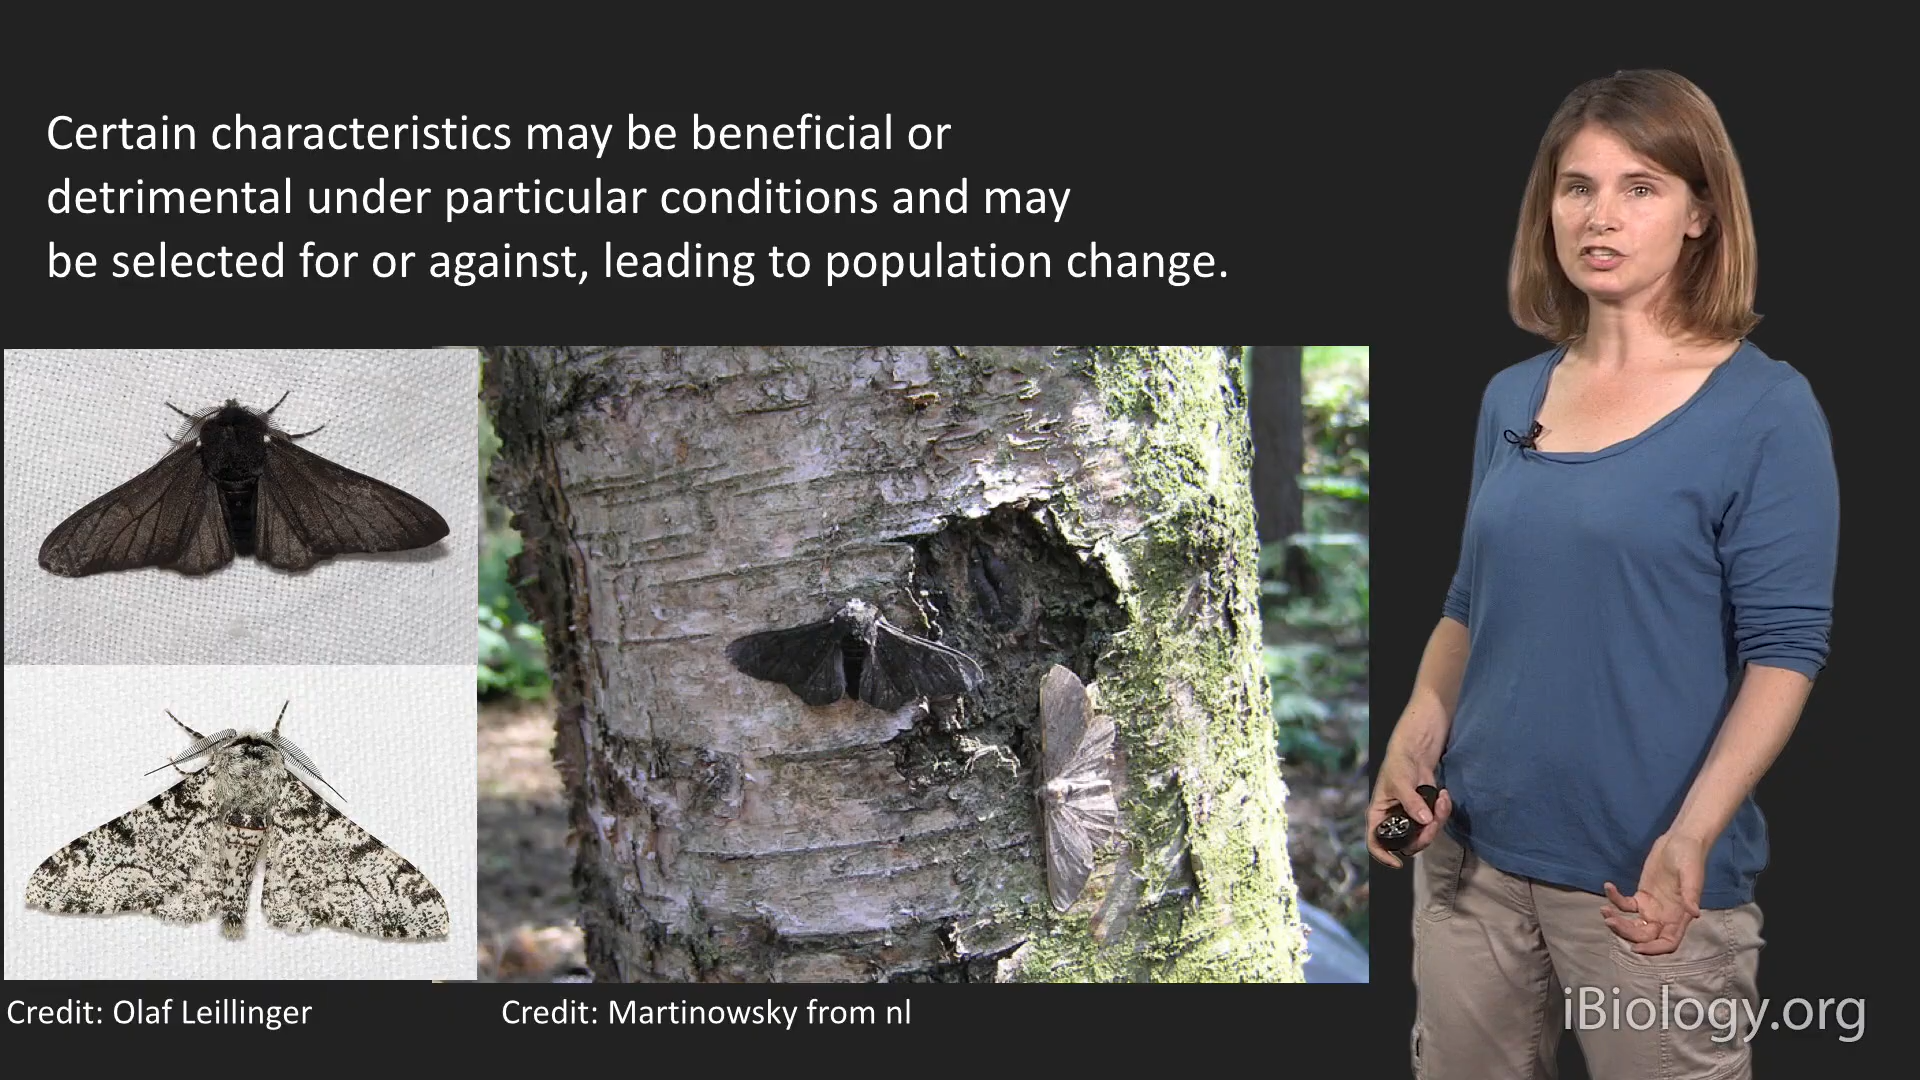 Certain characteristics may be beneficial or
detrimental under particular conditions and may
be selected for or against, leading to population change.
Credit: Olaf Leillinger
Credit: Martinowsky from nl
iBiology.org